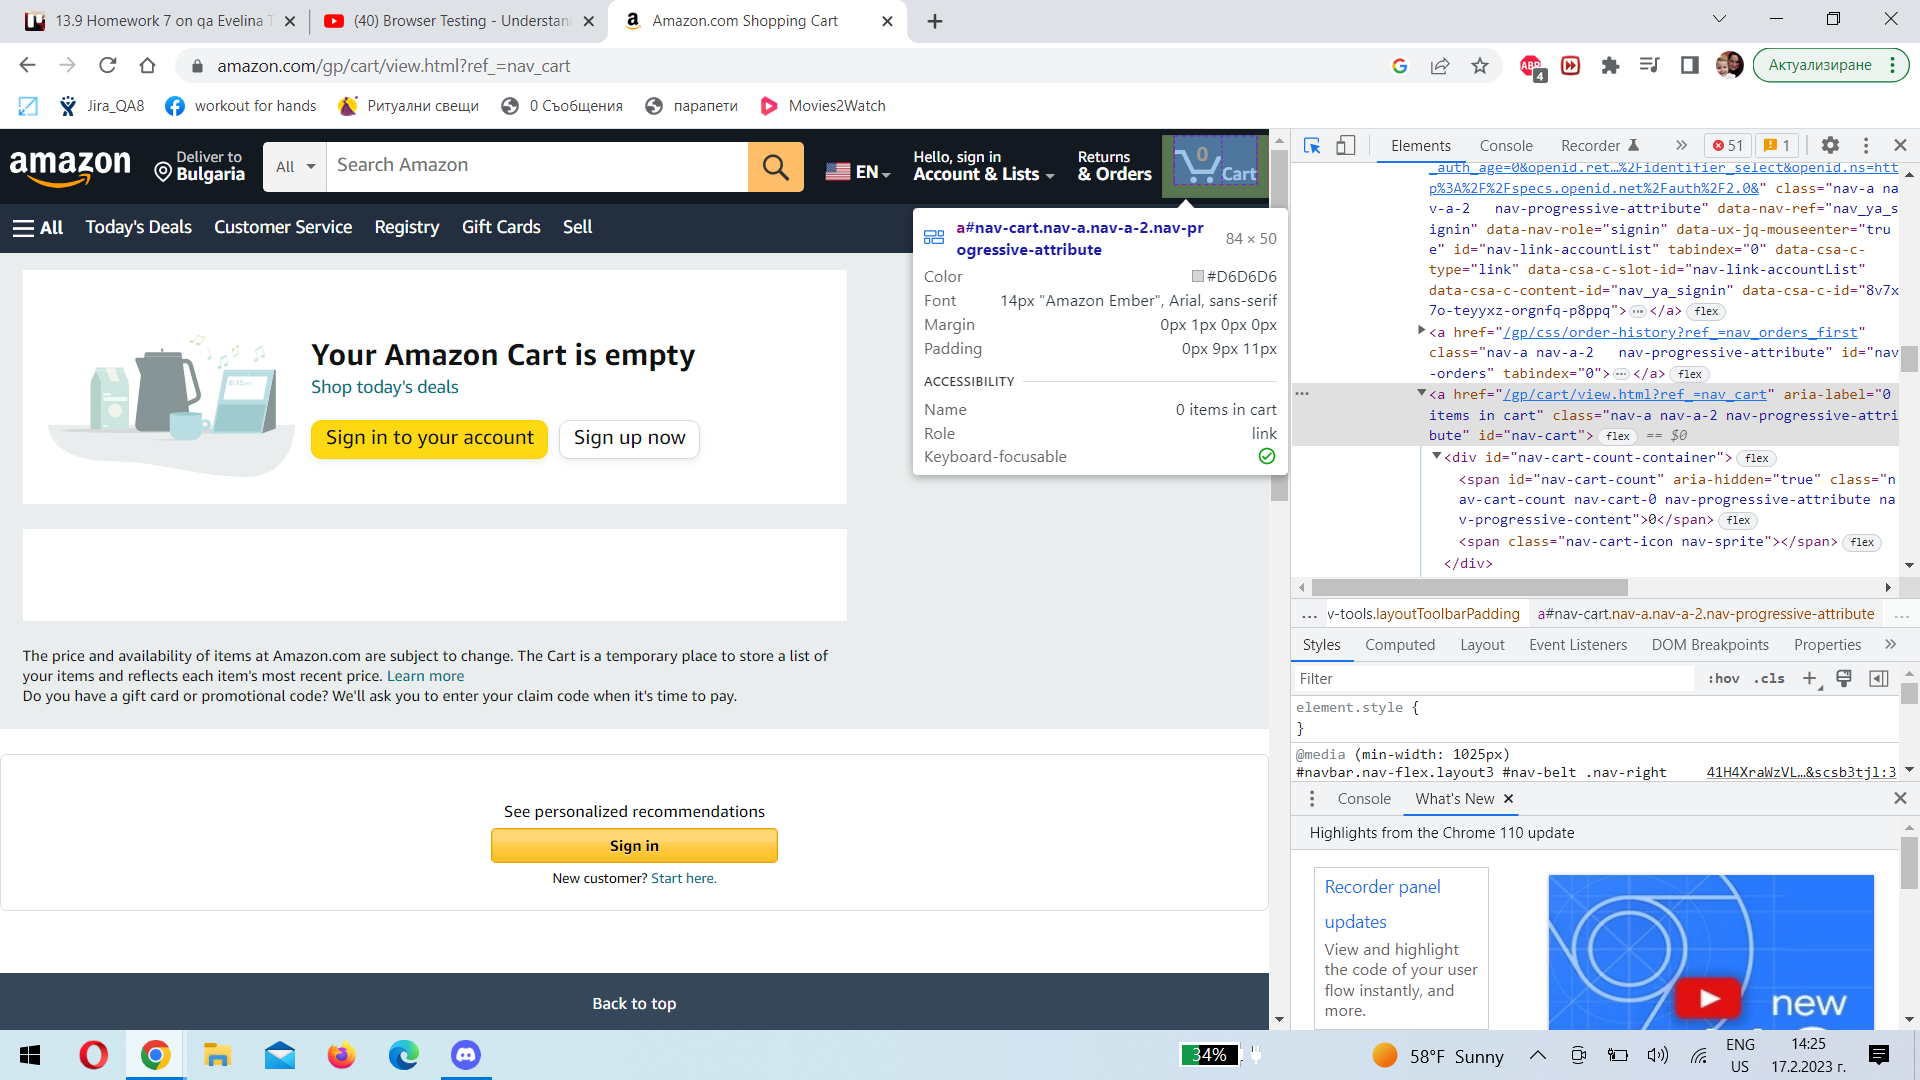 13.9 Homework 7 on qa Evelina T
(40) Browser Testing - Understan
Amazon.com Shopping Cart
amazon.com/gp/cart/view.html?ref_=nav_cart
ABP
4
Актуализиране
Jira_QA8
workout for hands
Ритуални свещи
0 Съобщения
парапети
Movies2Watch
amazon
Deliver to
Bulgaria
All
Search Amazon
EN
Hello, sign in
Account & Lists
Returns
& Orders
0
Cart
All
Today's Deals
Customer Service
Registry
Gift Cards
Sell
a#nav-cart.nav-a.nav-a-2.nav-pr
ogressive-attribute
84 × 50
Color #D6D6D6
Font 14px "Amazon Ember", Arial, sans-serif
Margin 0px 1px 0px 0px
Padding 0px 9px 11px
ACCESSIBILITY
Name 0 items in cart
Role link
Keyboard-focusable
6:15
Your Amazon Cart is empty
Shop today's deals
Sign in to your account
Sign up now
The price and availability of items at Amazon.com are subject to change. The Cart is a temporary place to store a list of
your items and reflects each item's most recent price. Learn more
Do you have a gift card or promotional code? We'll ask you to enter your claim code when it's time to pay.
See personalized recommendations
Sign in
New customer? Start here.
Back to top
Elements
Console
Recorder
51
1
_auth_age=0&openid.ret…%2Fidentifier_select&openid.ns=htt
p%3A%2F%2Fspecs.openid.net%2Fauth%2F2.0&" class="nav-a na
v-a-2 nav-progressive-attribute" data-nav-ref="nav_ya_s
ignin" data-nav-role="signin" data-ux-jq-mouseenter="tru
e" id="nav-link-accountList" tabindex="0" data-csa-c-
type="link" data-csa-c-slot-id="nav-link-accountList"
data-csa-c-content-id="nav_ya_signin" data-csa-c-id="8v7x
7o-teyyxz-orgnfq-p8ppq">…</a> flex
<a href="/gp/css/order-history?ref_=nav_orders_first"
class="nav-a nav-a-2 nav-progressive-attribute" id="nav
-orders" tabindex="0">…</a> flex
<a href="/gp/cart/view.html?ref_=nav_cart" aria-label="0
items in cart" class="nav-a nav-a-2 nav-progressive-attri
bute" id="nav-cart"> flex == $0
<div id="nav-cart-count-container"> flex
<span id="nav-cart-count" aria-hidden="true" class="n
av-cart-count nav-cart-0 nav-progressive-attribute na
v-progressive-content">0</span> flex
<span class="nav-cart-icon nav-sprite"></span> flex
</div>
… v-tools.layoutToolbarPadding
a#nav-cart.nav-a.nav-a-2.nav-progressive-attribute …
Styles
Computed
Layout
Event Listeners
DOM Breakpoints
Properties
Filter
:hov
.cls
element.style {
}
@media (min-width: 1025px)
#navbar.nav-flex.layout3 #nav-belt .nav-right
41H4XraWzVL…&scsb3tjl:3
Console
What's New
Highlights from the Chrome 110 update
Recorder panel
updates
View and highlight
the code of your user
flow instantly, and
more.
new
34%
58°F Sunny
ENG
US
14:25
17.2.2023 г.